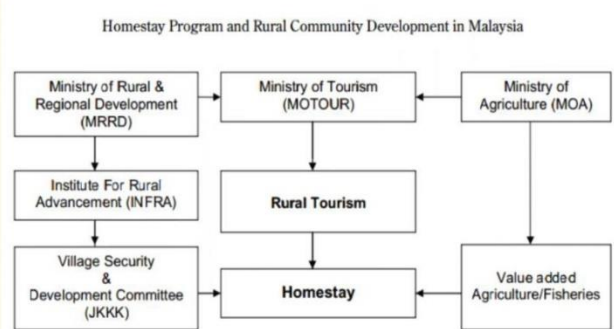 Homestay Program and Rural Community Development in Malaysia
Ministry of Rural &
Regional Development
(MRRD)
Ministry of Tourism
(MOTOUR)
Ministry of
Agriculture (MOA)
Institute For Rural
Advancement (INFRA)
Rural Tourism
Village Security
&
Development Committee
(JKKK)
Homestay
Value added
Agriculture/Fisheries